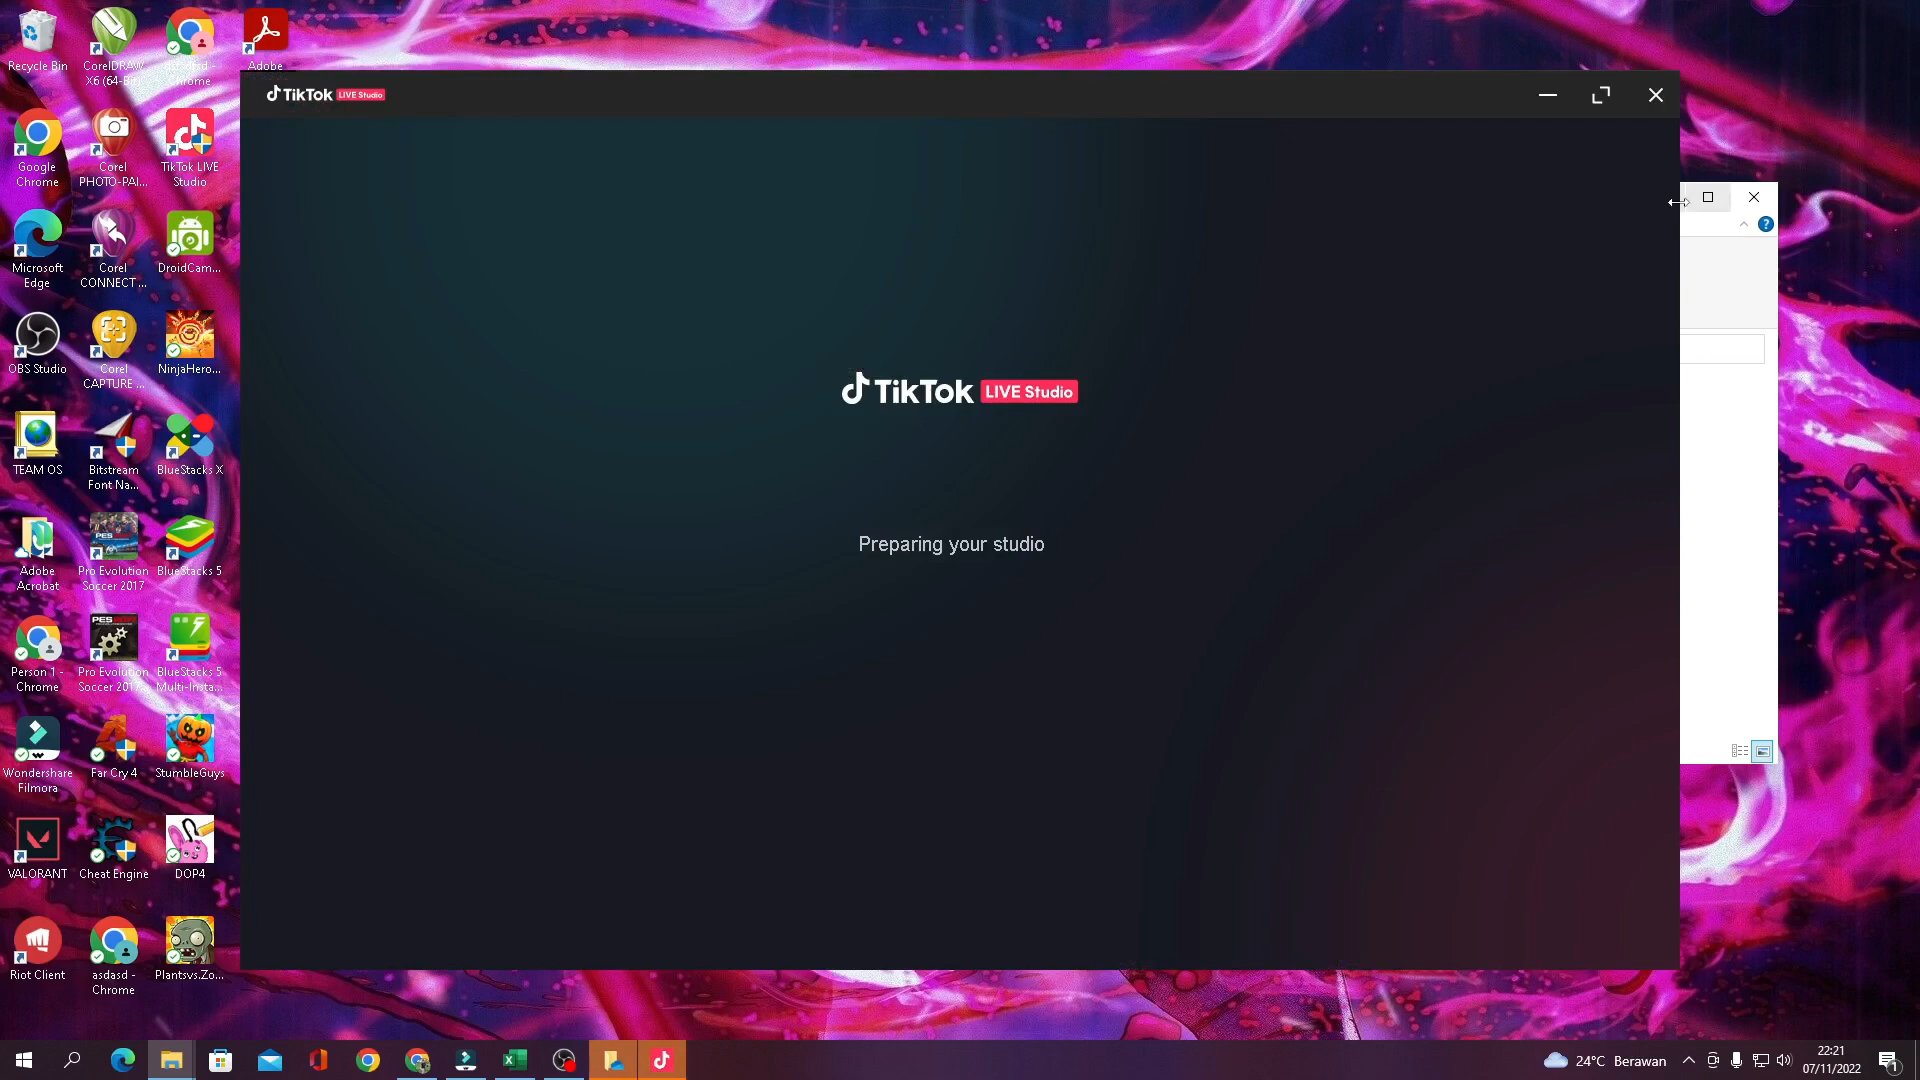 Recycle Bin
CorelDRAW
X6 (64-Bit)
Chrome
Adobe
TikTok LIVE Studio
Google
Chrome
Corel
PHOTO-PAI...
TikTok LIVE
Studio
Microsoft
Edge
Corel
CONNECT ...
DroidCam...
OBS Studio
Corel
CAPTURE ...
NinjaHero...
TikTok LIVE Studio
TEAM OS
Bitstream
Font Na...
BlueStacks X
Preparing your studio
Adobe
Acrobat
Pro Evolution
Soccer 2017
BlueStacks 5
Person 1 -
Chrome
Pro Evolution
Soccer 2017...
BlueStacks 5
Multi-Insta...
Wondershare
Filmora
Far Cry 4
StumbleGuys
VALORANT
Cheat Engine
DOP4
Riot Client
asdasd -
Chrome
Plantsvs.Zo...
24°C Berawan
22:21
07/11/2022
1